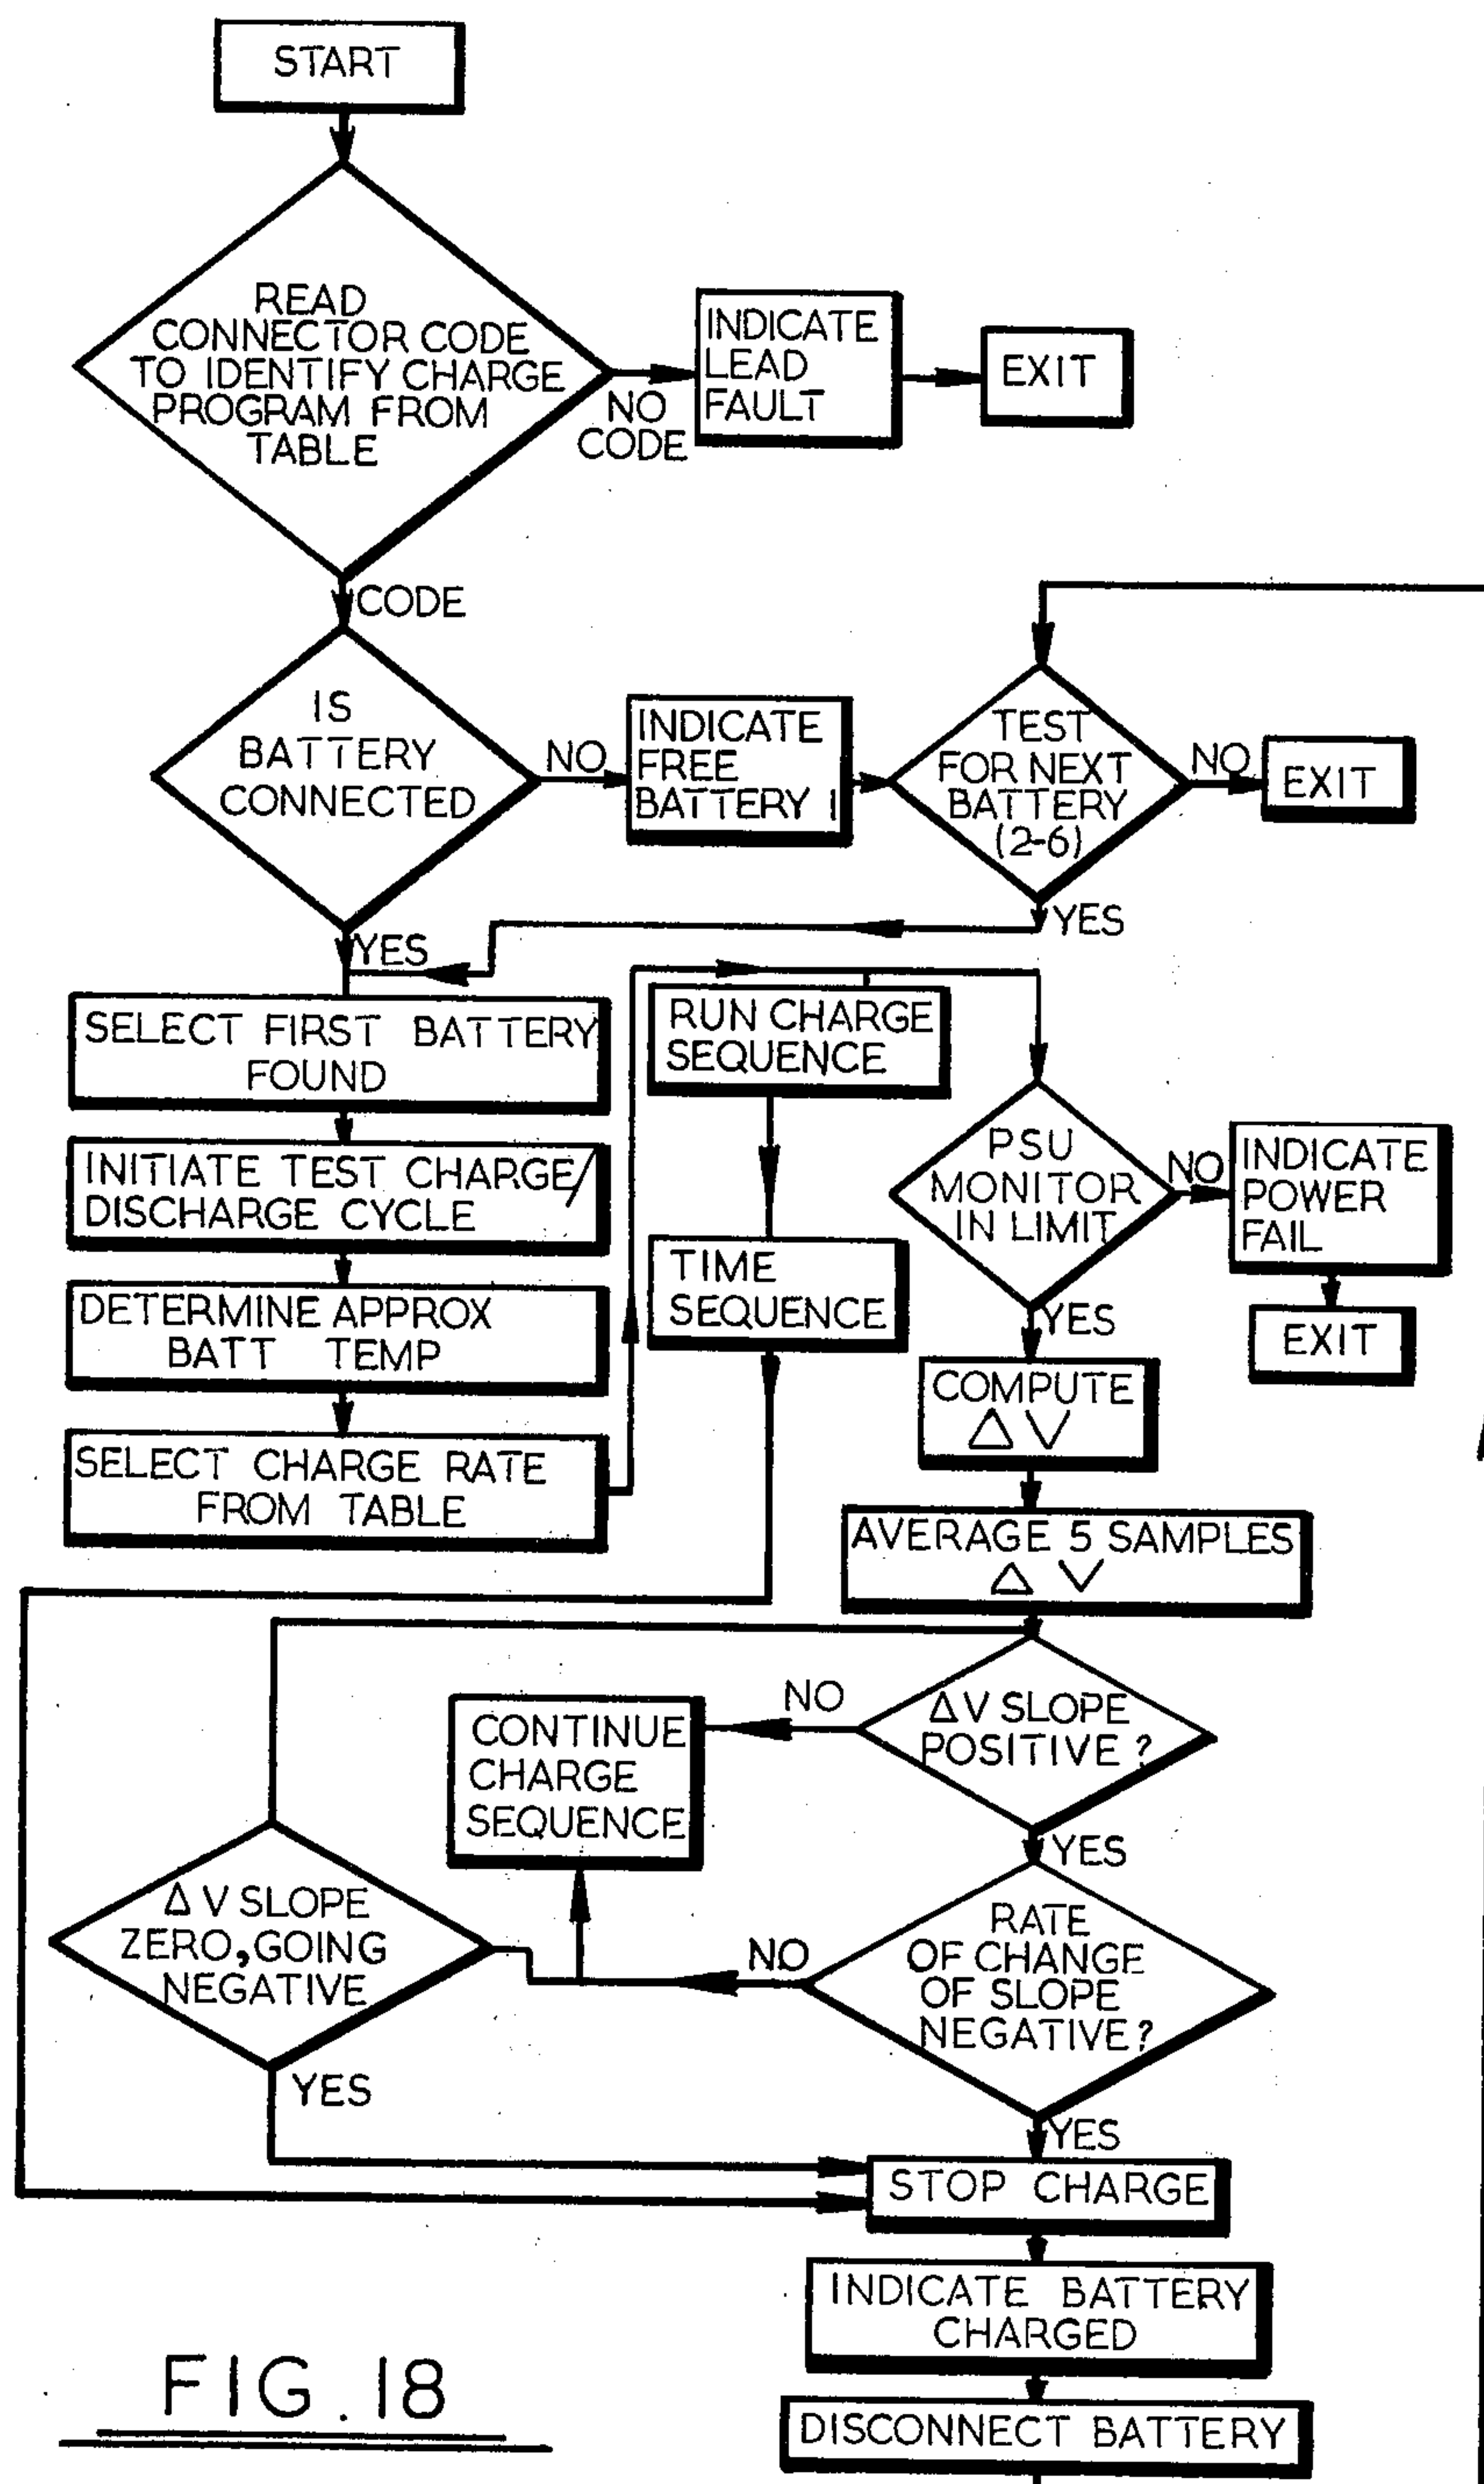 START
READ
CONNECTOR CODE
TO IDENTIFY CHARGE
PROGRAM FROM
TABLE
NO
CODE
INDICATE
LEAD
FAULT
EXIT
CODE
IS
BATTERY
CONNECTED
NO
INDICATE
FREE
BATTERY 1
TEST
FOR NEXT
BATTERY
(2-6)
NO
EXIT
YES
YES
SELECT FIRST BATTERY
FOUND
INITIATE TEST CHARGE/
DISCHARGE CYCLE
DETERMINE APPROX
BATT TEMP
SELECT CHARGE RATE
FROM TABLE
RUN CHARGE
SEQUENCE
TIME
SEQUENCE
PSU
MONITOR
IN LIMIT
NO
INDICATE
POWER
FAIL
EXIT
YES
COMPUTE
△ V
AVERAGE 5 SAMPLES
△ V
△ V SLOPE
POSITIVE ?
NO
CONTINUE
CHARGE
SEQUENCE
YES
RATE
OF CHANGE
OF SLOPE
NEGATIVE?
NO
△ V SLOPE
ZERO, GOING
NEGATIVE
YES
YES
STOP CHARGE
INDICATE BATTERY
CHARGED
DISCONNECT BATTERY
FIG. 18